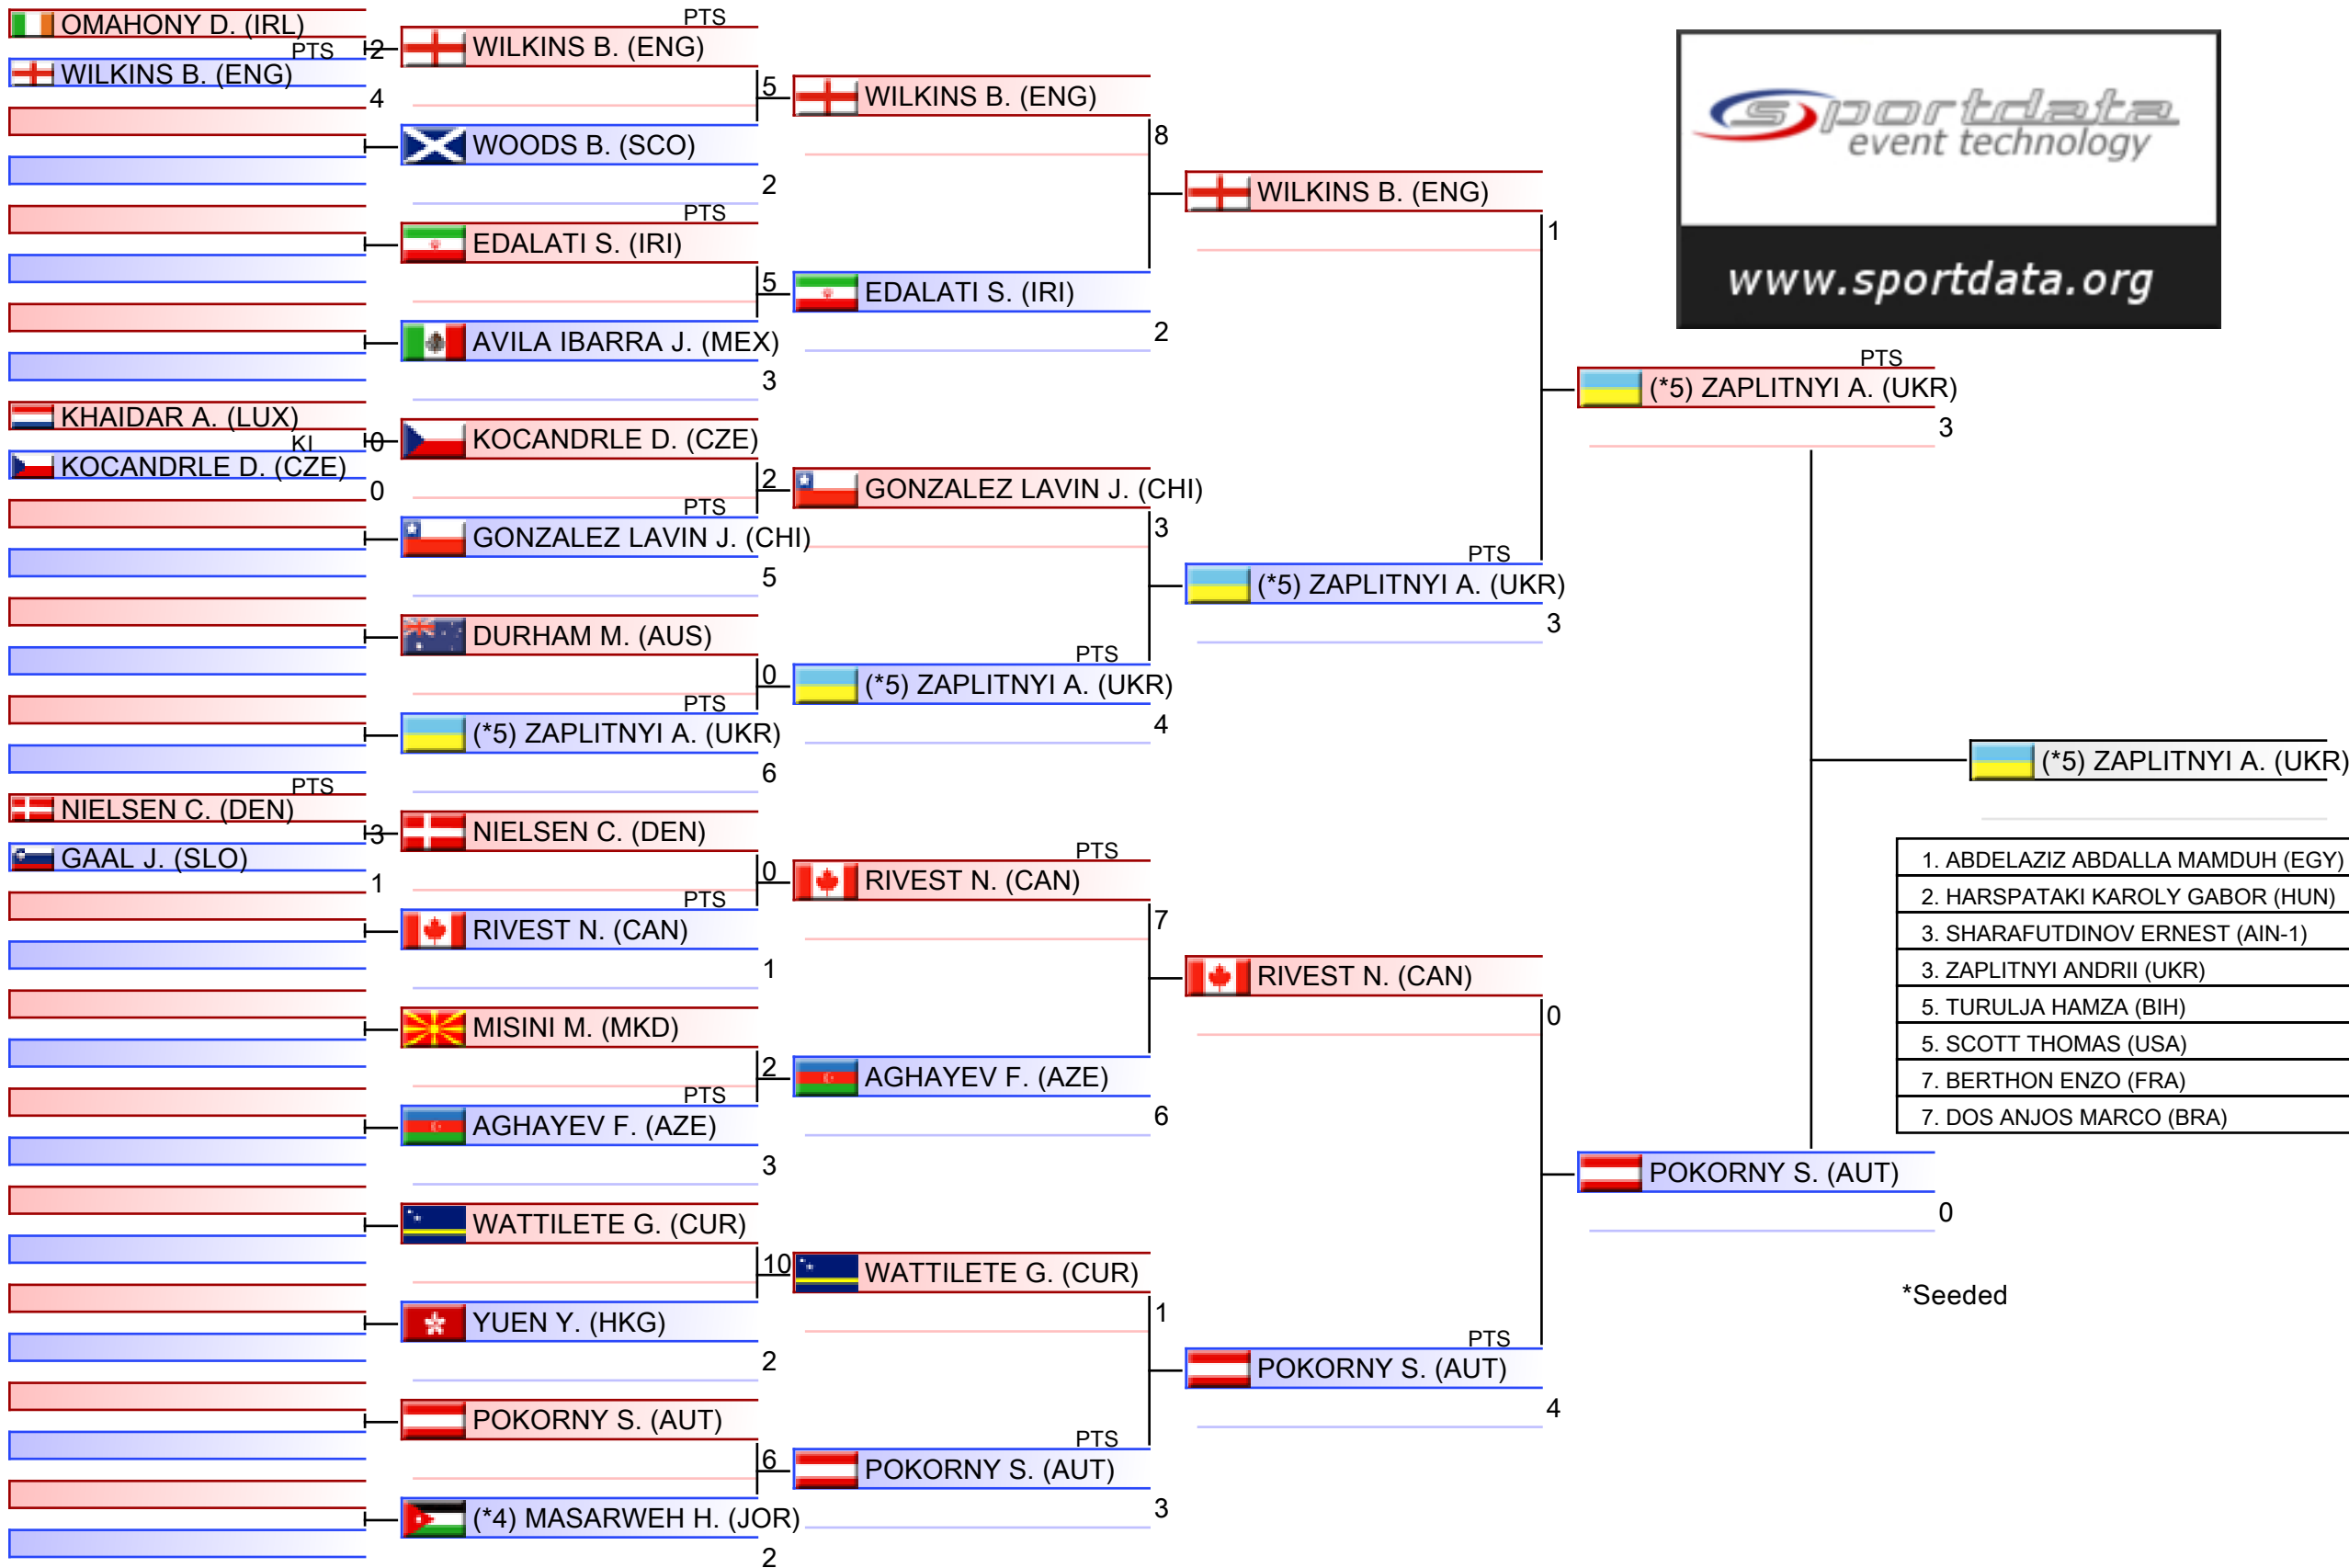 OMAHONY D. (IRL)
PTS
2
WILKINS B. (ENG)
4
KHAIDAR A. (LUX)
KI
0
KOCANDRLE D. (CZE)
0
PTS
NIELSEN C. (DEN)
3
GAAL J. (SLO)
1
PTS
WILKINS B. (ENG)
5
WOODS B. (SCO)
2
PTS
EDALATI S. (IRI)
5
AVILA IBARRA J. (MEX)
3
KOCANDRLE D. (CZE)
2
PTS
GONZALEZ LAVIN J. (CHI)
5
DURHAM M. (AUS)
0
PTS
(*5) ZAPLITNYI A. (UKR)
6
NIELSEN C. (DEN)
0
PTS
RIVEST N. (CAN)
1
MISINI M. (MKD)
2
PTS
AGHAYEV F. (AZE)
3
WATTILETE G. (CUR)
10
YUEN Y. (HKG)
2
POKORNY S. (AUT)
6
(*4) MASARWEH H. (JOR)
2
WILKINS B. (ENG)
8
EDALATI S. (IRI)
2
GONZALEZ LAVIN J. (CHI)
3
PTS
(*5) ZAPLITNYI A. (UKR)
4
PTS
RIVEST N. (CAN)
7
AGHAYEV F. (AZE)
6
WATTILETE G. (CUR)
1
PTS
POKORNY S. (AUT)
3
WILKINS B. (ENG)
1
PTS
(*5) ZAPLITNYI A. (UKR)
3
RIVEST N. (CAN)
0
PTS
POKORNY S. (AUT)
4
sportdata
event technology
www.sportdata.org
PTS
(*5) ZAPLITNYI A. (UKR)
3
POKORNY S. (AUT)
0
(*5) ZAPLITNYI A. (UKR)
1. ABDELAZIZ ABDALLA MAMDUH (EGY)
2. HARSPATAKI KAROLY GABOR (HUN)
3. SHARAFUTDINOV ERNEST (AIN-1)
3. ZAPLITNYI ANDRII (UKR)
5. TURULJA HAMZA (BIH)
5. SCOTT THOMAS (USA)
7. BERTHON ENZO (FRA)
7. DOS ANJOS MARCO (BRA)
*Seeded